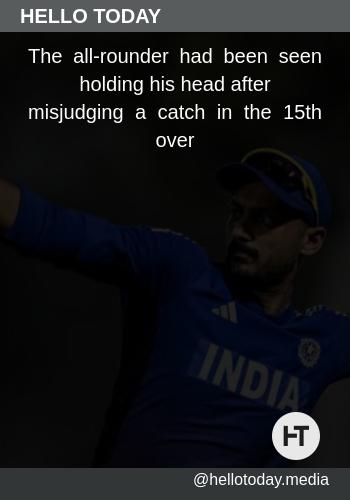 HELLO TODAY
The all-rounder had been seen
holding his head after
misjudging a catch in the 15th
over
INDIA
HT
@hellotoday.media